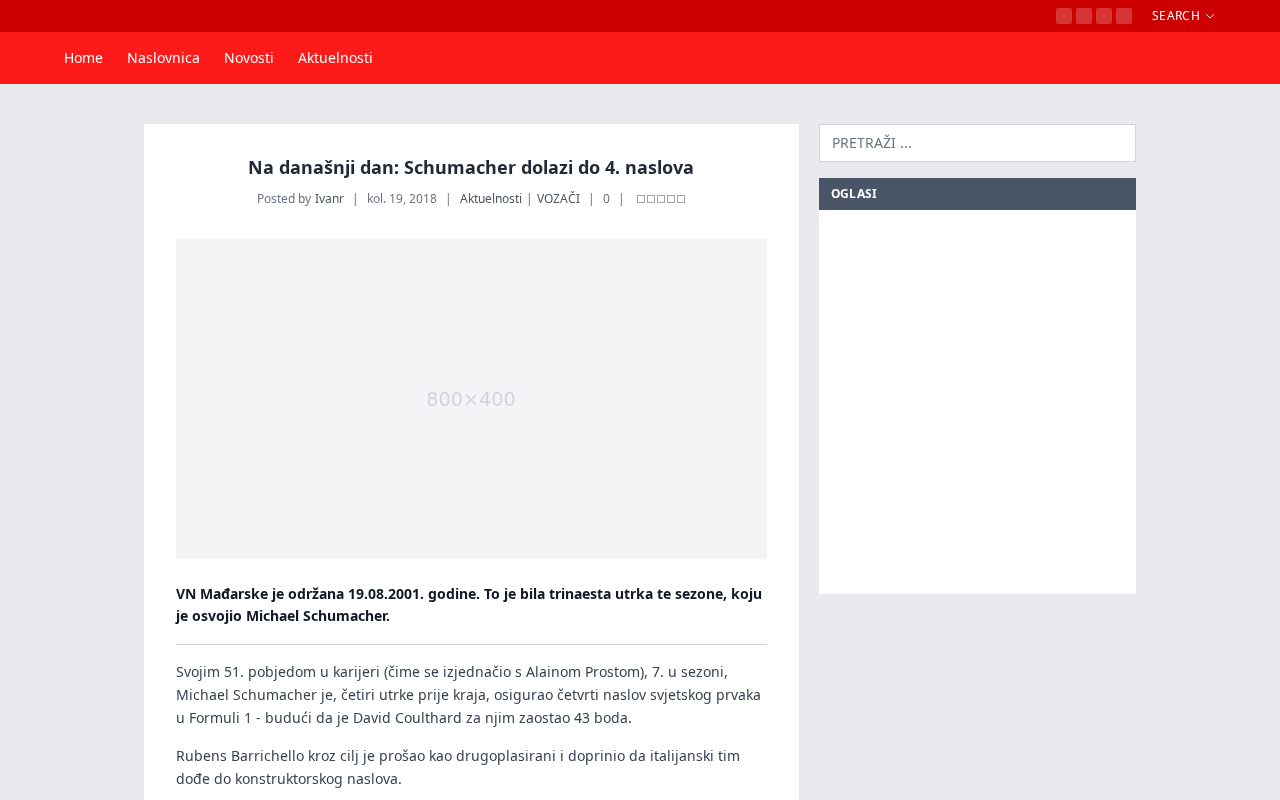 SEARCH
Home Naslovnica Novosti Aktuelnosti
Na današnji dan: Schumacher dolazi do 4. naslova
Posted by Ivanr | kol. 19, 2018 | Aktuelnosti | VOZAČI | 0 |
800×400
VN Mađarske je održana 19.08.2001. godine. To je bila trinaesta utrka te sezone, koju
je osvojio Michael Schumacher.
Svojim 51. pobjedom u karijeri (čime se izjednačio s Alainom Prostom), 7. u sezoni,
Michael Schumacher je, četiri utrke prije kraja, osigurao četvrti naslov svjetskog prvaka
u Formuli 1 - budući da je David Coulthard za njim zaostao 43 boda.
Rubens Barrichello kroz cilj je prošao kao drugoplasirani i doprinio da italijanski tim
dođe do konstruktorskog naslova.
PRETRAŽI ...
OGLASI